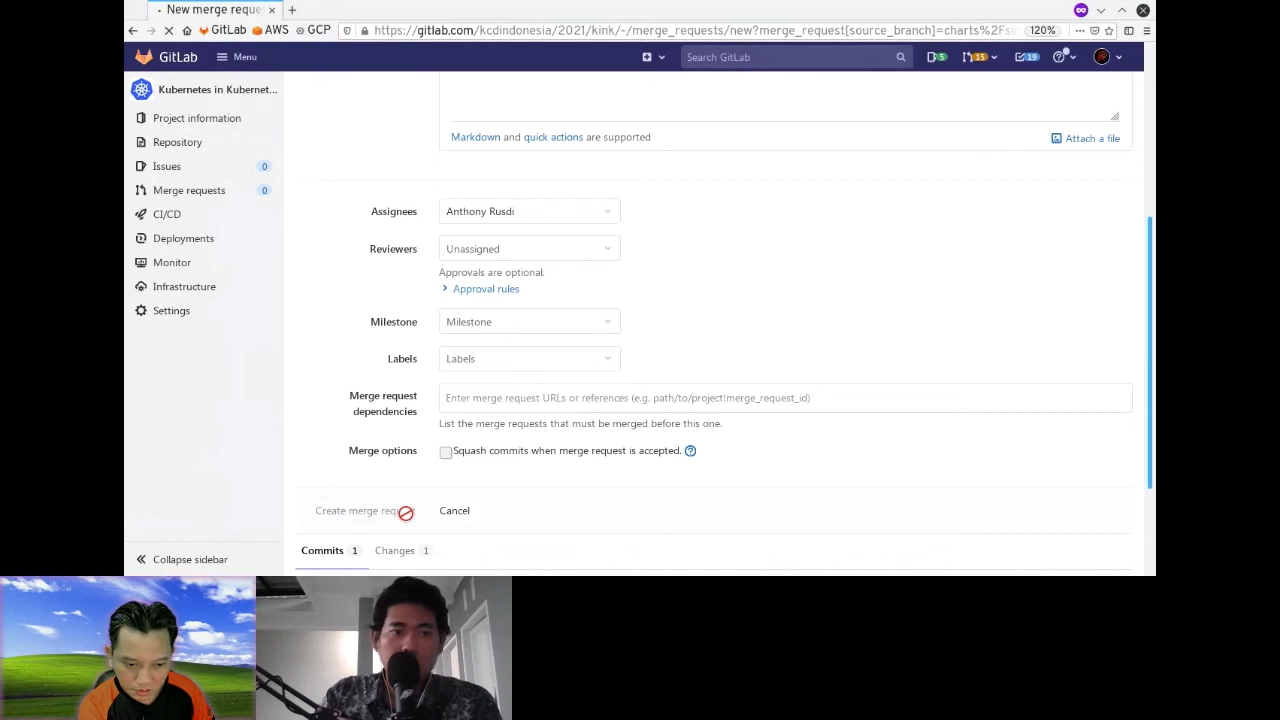 New merge reque
GitLab AWS GCP
https://gitlab.com/kcdindonesia/2021/kink/-/merge_requests/new?merge_request[source_branch]=charts%2Fsi
120%
GitLab Menu Search GitLab 5 15 19
Kubernetes in Kubernet...
Project information
Repository
Issues 0
Merge requests 0
CI/CD
Deployments
Monitor
Infrastructure
Settings
Collapse sidebar
Markdown and quick actions are supported
Attach a file
Assignees Anthony Rusdi
Reviewers Unassigned
Approvals are optional.
Approval rules
Milestone Milestone
Labels Labels
Merge request
dependencies
Enter merge request URLs or references (e.g. path/to/project!merge_request_id)
List the merge requests that must be merged before this one.
Merge options Squash commits when merge request is accepted.
Create merge requ Cancel
Commits 1 Changes 1